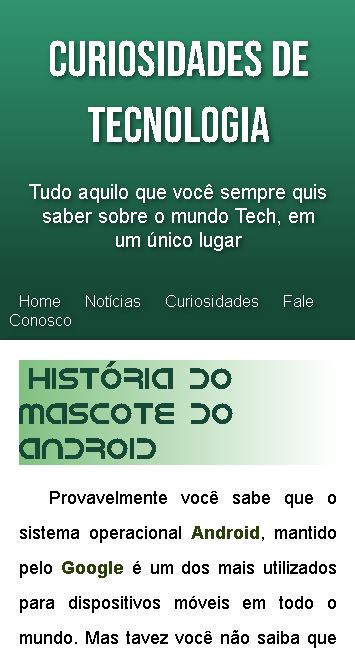 CURIOSIDADES DE
TECNOLOGIA
Tudo aquilo que você sempre quis
saber sobre o mundo Tech, em
um único lugar
Home Notícias Curiosidades Fale
Conosco
HISTÓRIA DO
MASCOTE DO
ANDROID
Provavelmente você sabe que o
sistema operacional Android, mantido
pelo Google é um dos mais utilizados
para dispositivos móveis em todo o
mundo. Mas tavez você não saiba que